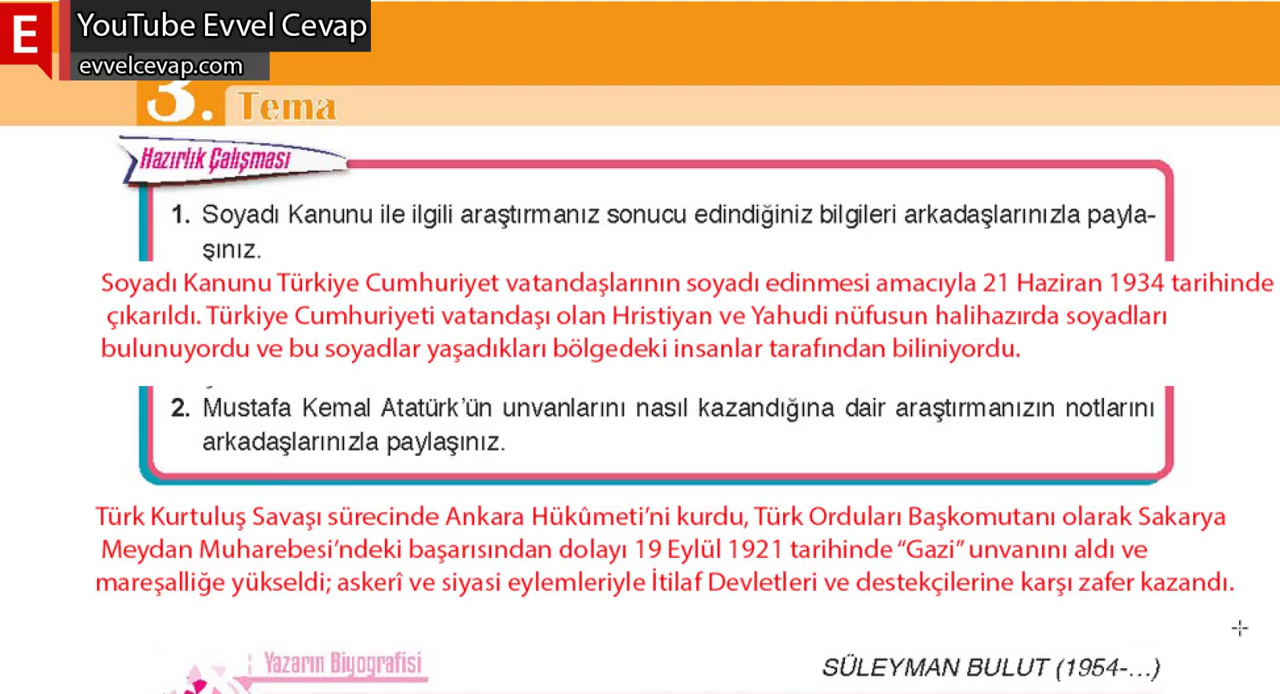 E
YouTube Evvel Cevap
evvelcevap.com
3. Tema
Hazırlık Çalışması
1. Soyadı Kanunu ile ilgili araştırmanız sonucu edindiğiniz bilgileri arkadaşlarınızla payla-
şınız.
Soyadı Kanunu Türkiye Cumhuriyet vatandaşlarının soyadı edinmesi amacıyla 21 Haziran 1934 tarihinde
çıkarıldı. Türkiye Cumhuriyeti vatandaşı olan Hristiyan ve Yahudi nüfusun halihazırda soyadları
bulunuyordu ve bu soyadlar yaşadıkları bölgedeki insanlar tarafından biliniyordu.
2. Mustafa Kemal Atatürk'ün unvanlarını nasıl kazandığına dair araştırmanızın notlarını
arkadaşlarınızla paylaşınız.
Türk Kurtuluş Savaşı sürecinde Ankara Hükûmeti'ni kurdu, Türk Orduları Başkomutanı olarak Sakarya
Meydan Muharebesi'ndeki başarısından dolayı 19 Eylül 1921 tarihinde “Gazi” unvanını aldı ve
mareşalliğe yükseldi; askerî ve siyasi eylemleriyle İtilaf Devletleri ve destekçilerine karşı zafer kazandı.
Yazarın Biyografisi
SÜLEYMAN BULUT (1954-...)